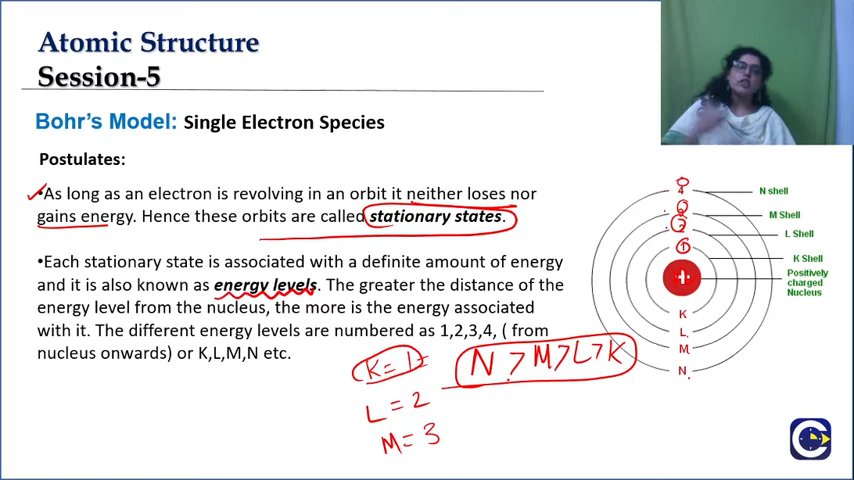 Atomic Structure
Session-5
Bohr's Model: Single Electron Species
Postulates:
•As long as an electron is revolving in an orbit it neither loses nor
gains energy. Hence these orbits are called stationary states.
•Each stationary state is associated with a definite amount of energy
and it is also known as energy levels. The greater the distance of the
energy level from the nucleus, the more is the energy associated
with it. The different energy levels are numbered as 1,2,3,4, ( from
nucleus onwards) or K,L,M,N etc.
K = 1
L = 2
M = 3
N > M > L > K
4
3
2
1
+
K
L
M
N
N shell
M Shell
L Shell
K Shell
Positively
charged
Nucleus